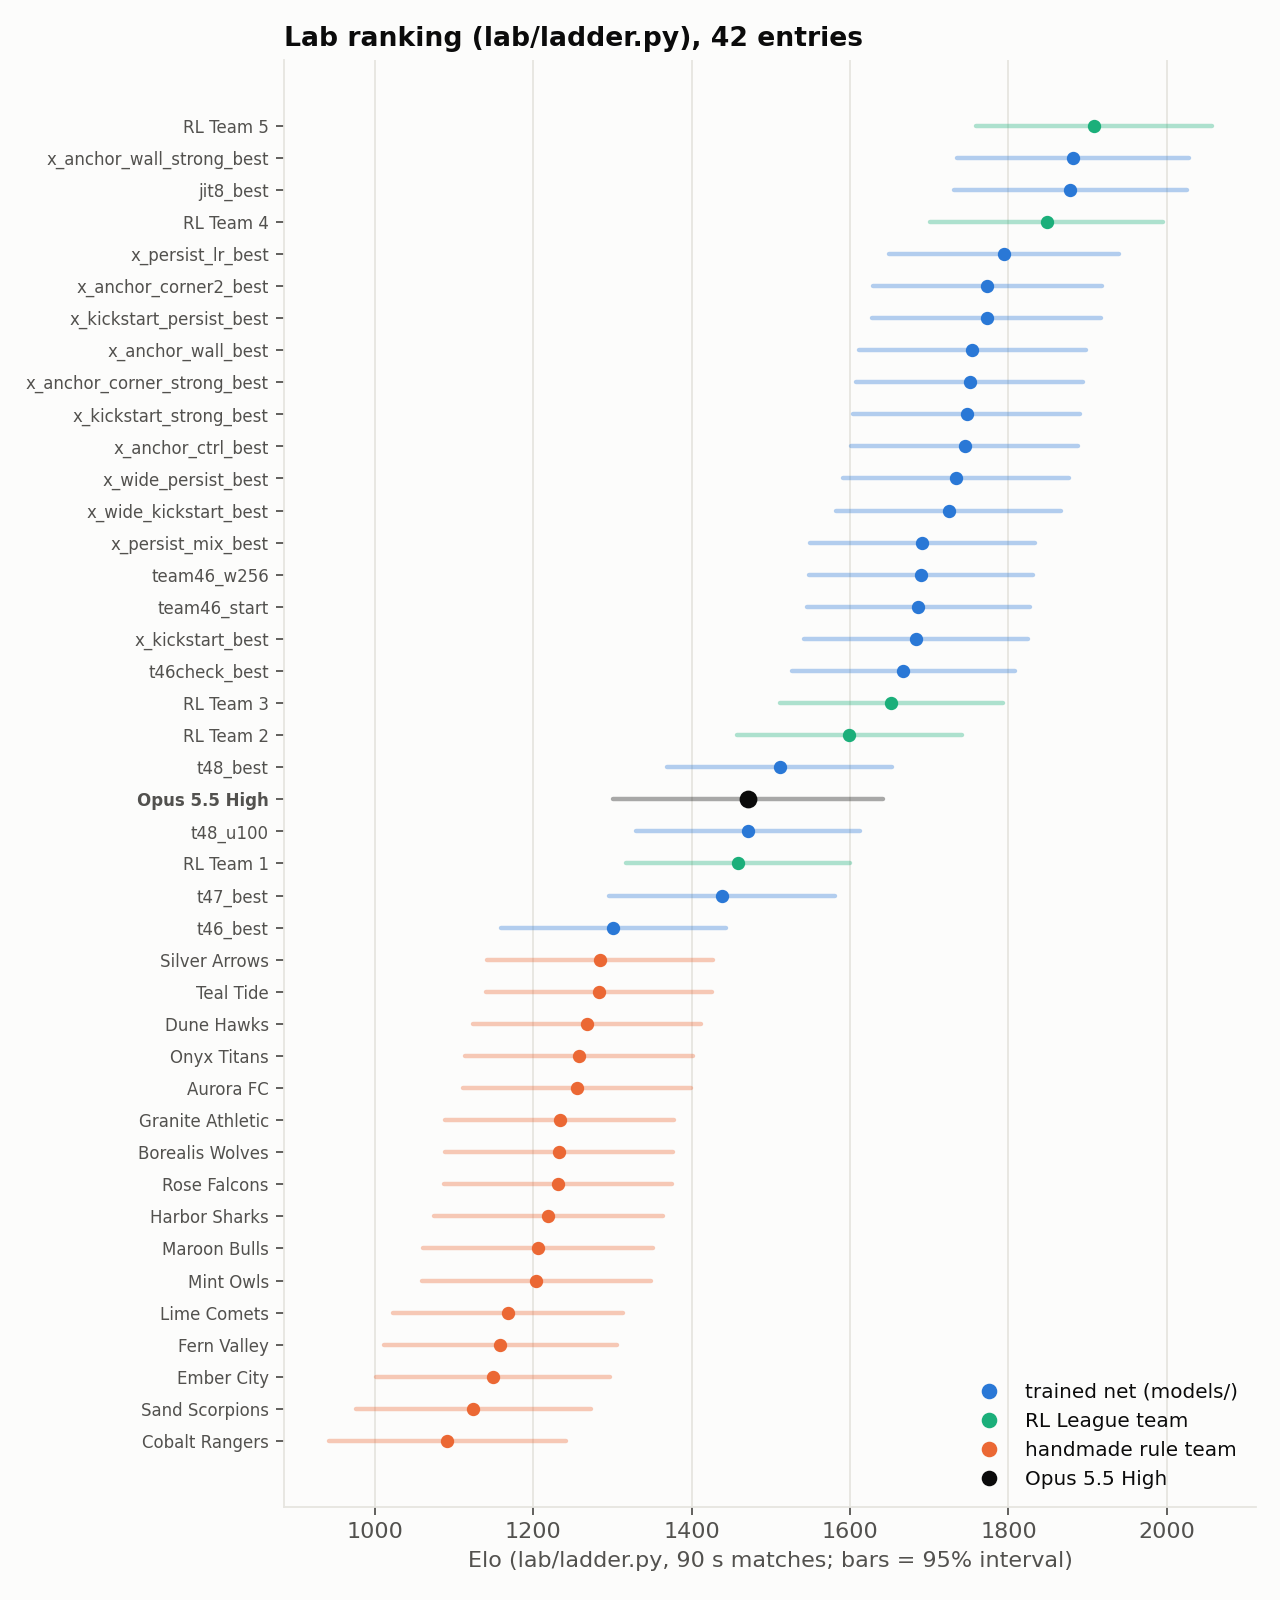 Lab ranking (lab/ladder.py), 42 entries
RL Team 5
x_anchor_wall_strong_best
jit8_best
RL Team 4
x_persist_lr_best
x_anchor_corner2_best
x_kickstart_persist_best
x_anchor_wall_best
x_anchor_corner_strong_best
x_kickstart_strong_best
x_anchor_ctrl_best
x_wide_persist_best
x_wide_kickstart_best
x_persist_mix_best
team46_w256
team46_start
x_kickstart_best
t46check_best
RL Team 3
RL Team 2
t48_best
Opus 5.5 High
t48_u100
RL Team 1
t47_best
t46_best
Silver Arrows
Teal Tide
Dune Hawks
Onyx Titans
Aurora FC
Granite Athletic
Borealis Wolves
Rose Falcons
Harbor Sharks
Maroon Bulls
Mint Owls
Lime Comets
Fern Valley
Ember City
Sand Scorpions
Cobalt Rangers
trained net (models/)
RL League team
handmade rule team
Opus 5.5 High
1000 1200 1400 1600 1800 2000
Elo (lab/ladder.py, 90 s matches; bars = 95% interval)